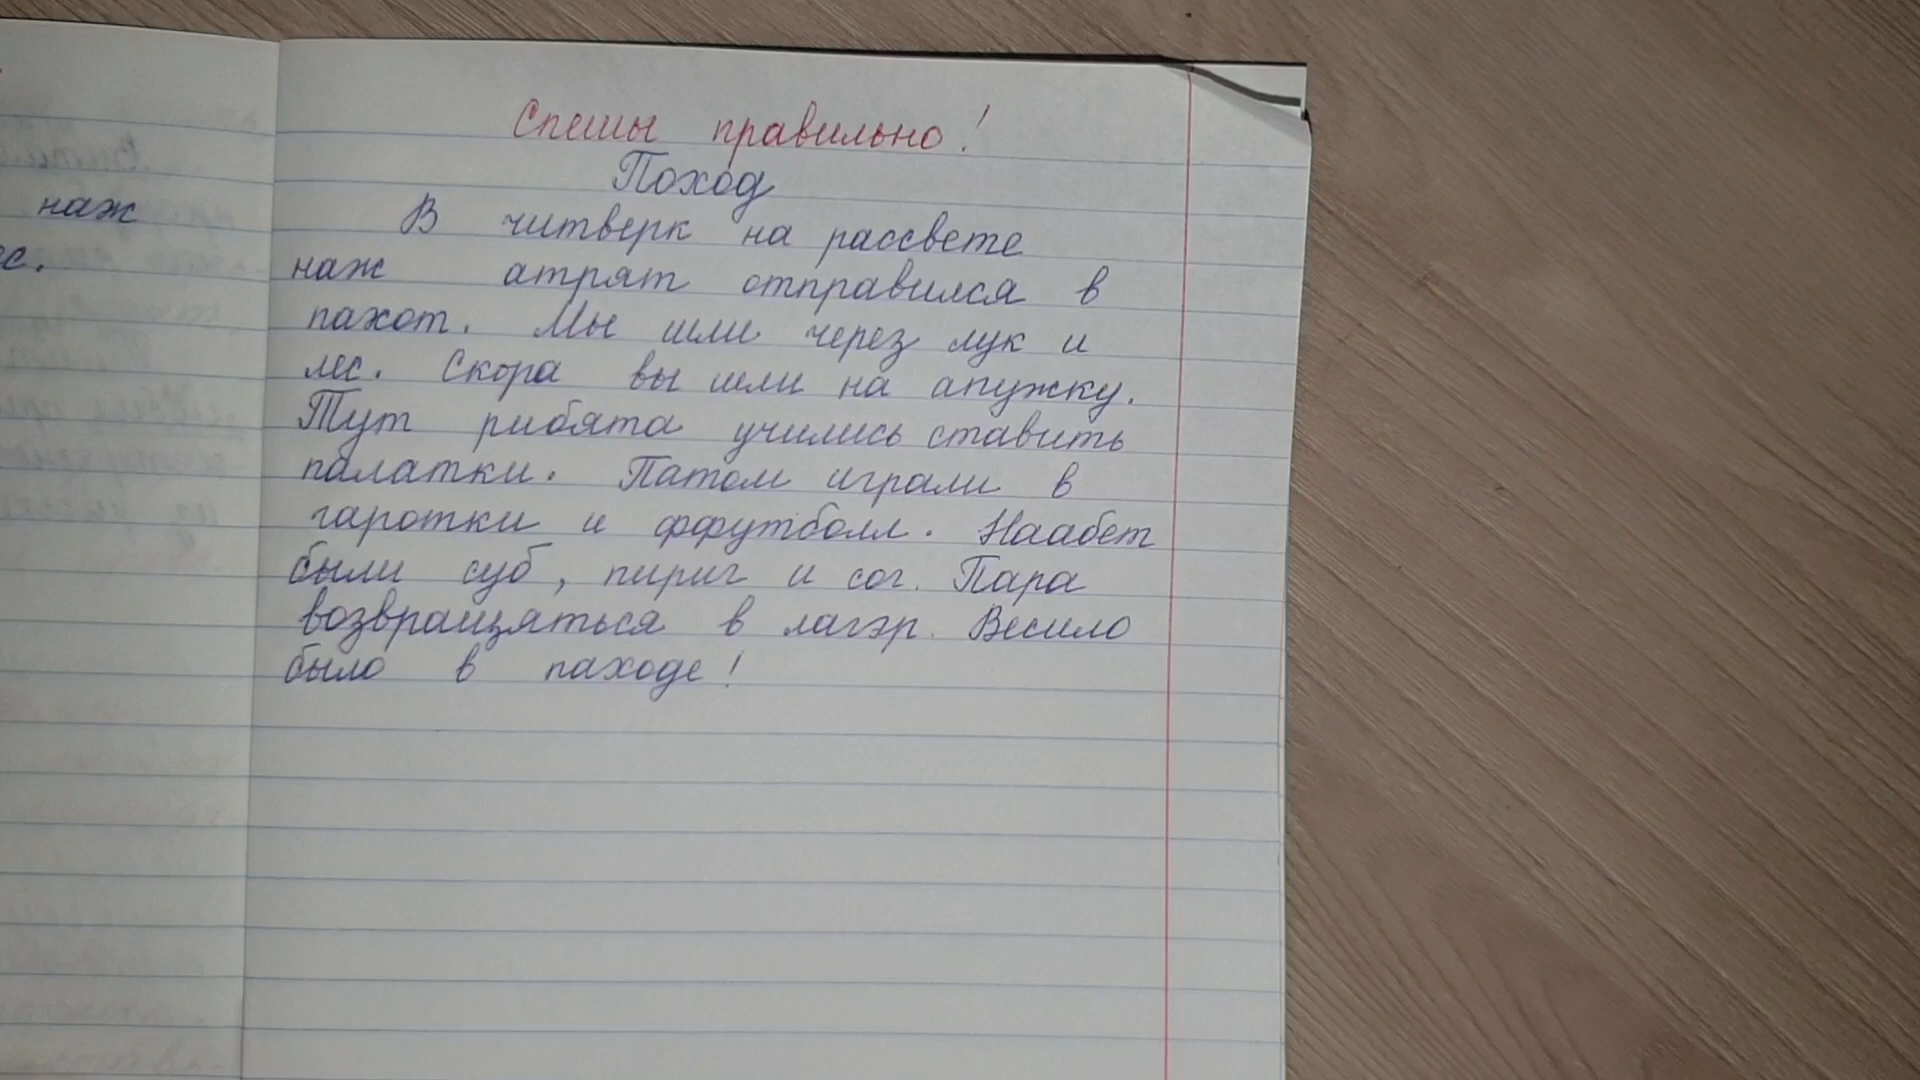 наж
с.
Спешы правильно!
Поход
В читверк на рассвете
наж атрят отправился в
пахот. Мы шли через лук и
лес. Скора вы шли на апужку.
Тут рибята учились ставить
палатки. Патом играли в
гаротки и ффутболл. Наабет
были суб, пириг и сог. Пара
возвращяться в лагэр. Весило
было в паходе!